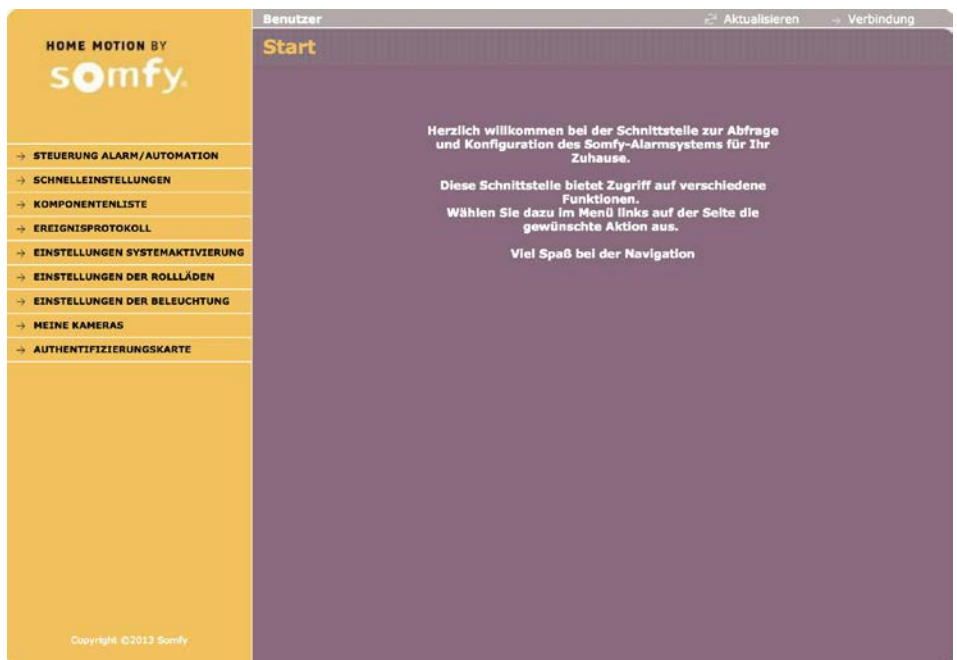 Benutzer
Aktualisieren
Verbindung
HOME MOTION BY
somfy.
Start
Herzlich willkommen bei der Schnittstelle zur Abfrage
und Konfiguration des Somfy-Alarmsystems für Ihr
Zuhause.
Diese Schnittstelle bietet Zugriff auf verschiedene
Funktionen.
Wählen Sie dazu im Menü links auf der Seite die
gewünschte Aktion aus.
Viel Spaß bei der Navigation
STEUERUNG ALARM/AUTOMATION
SCHNELLEINSTELLUNGEN
KOMPONENTENLISTE
EREIGNISPROTOKOLL
EINSTELLUNGEN SYSTEMAKTIVIERUNG
EINSTELLUNGEN DER ROLLLÄDEN
EINSTELLUNGEN DER BELEUCHTUNG
MEINE KAMERAS
AUTHENTIFIZIERUNGSKARTE
Copyright ©2013 Somfy